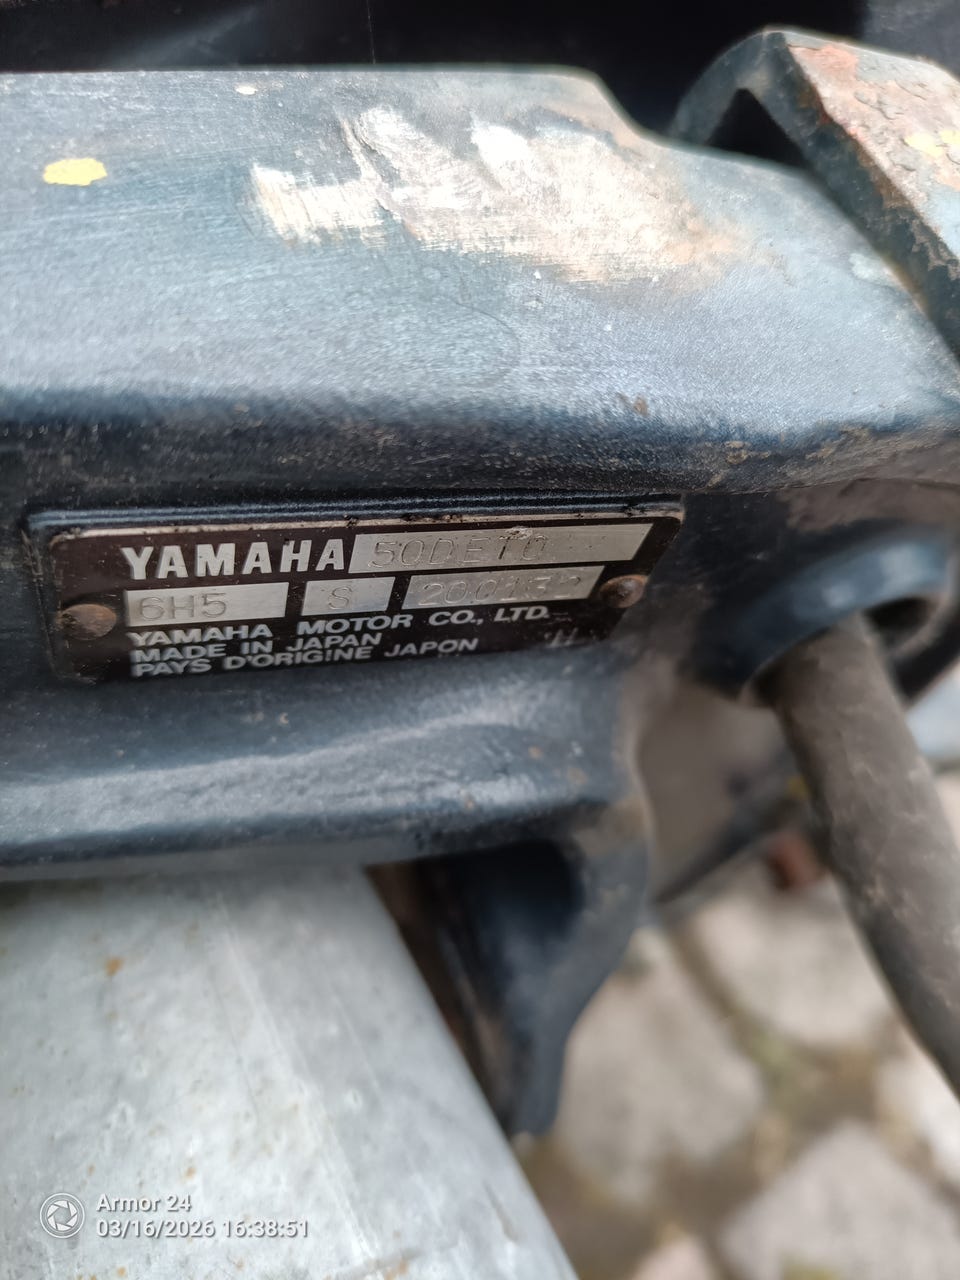 YAMAHA 50DETO
6H5 S 200132
YAMAHA MOTOR CO., LTD.
MADE IN JAPAN
PAYS D'ORIGINE JAPON
Armor 24
03/16/2026 16:38:51